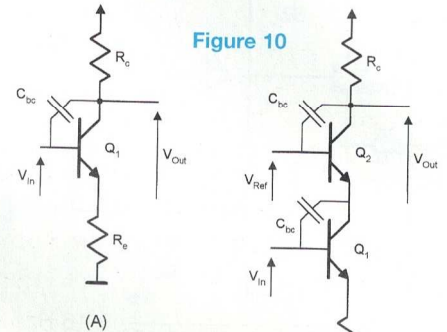 Figure 10
Rc
Cbc
Q1
VIn
VOut
Re
(A)
Rc
Cbc
Q2
VRef
VOut
Cbc
Q1
VIn